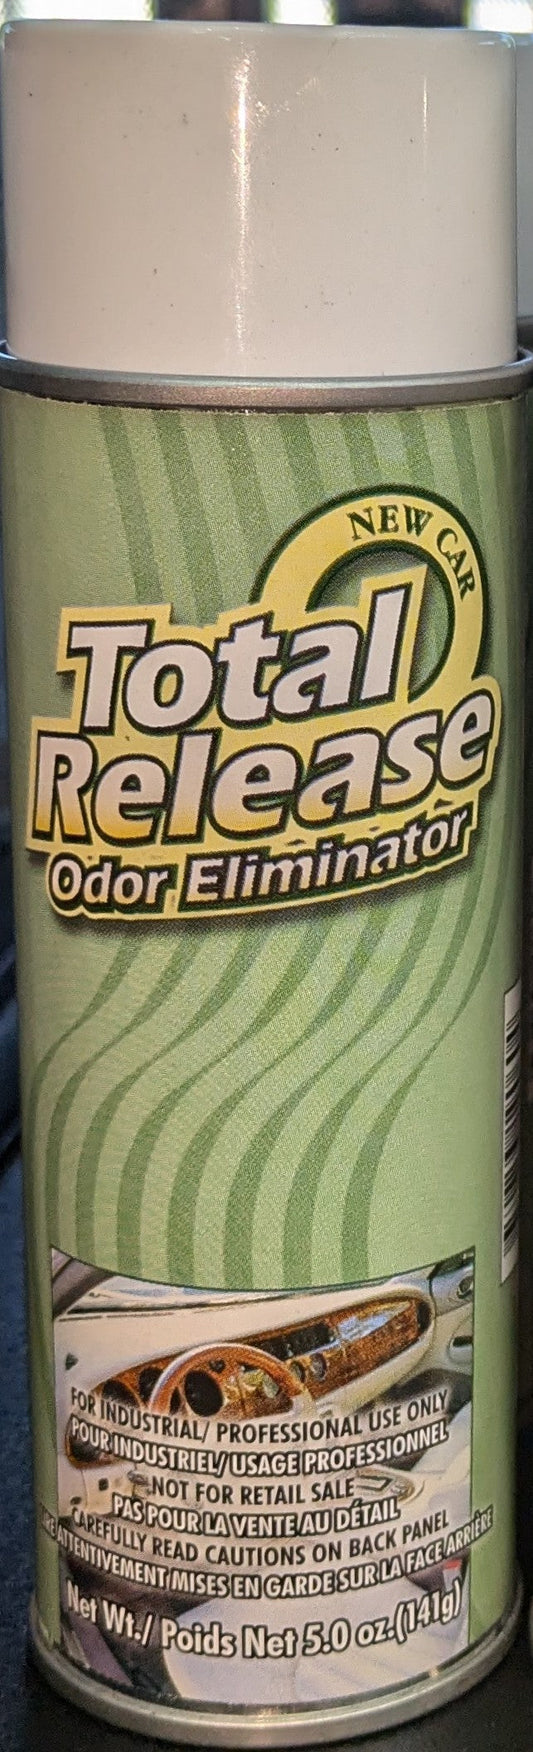 NEW CAR
Total
Release
Odor Eliminator
FOR INDUSTRIAL/ PROFESSIONAL USE ONLY
POUR INDUSTRIEL/USAGE PROFESSIONNEL
NOT FOR RETAIL SALE
PAS POUR LA VENTE AU DÉTAIL
CAREFULLY READ CAUTIONS ON BACK PANEL
ATTENTIVEMENT MISES EN GARDE SUR LA FACE ARRIÈRE
Net Wt./ Poids Net 5.0 oz.(141g)